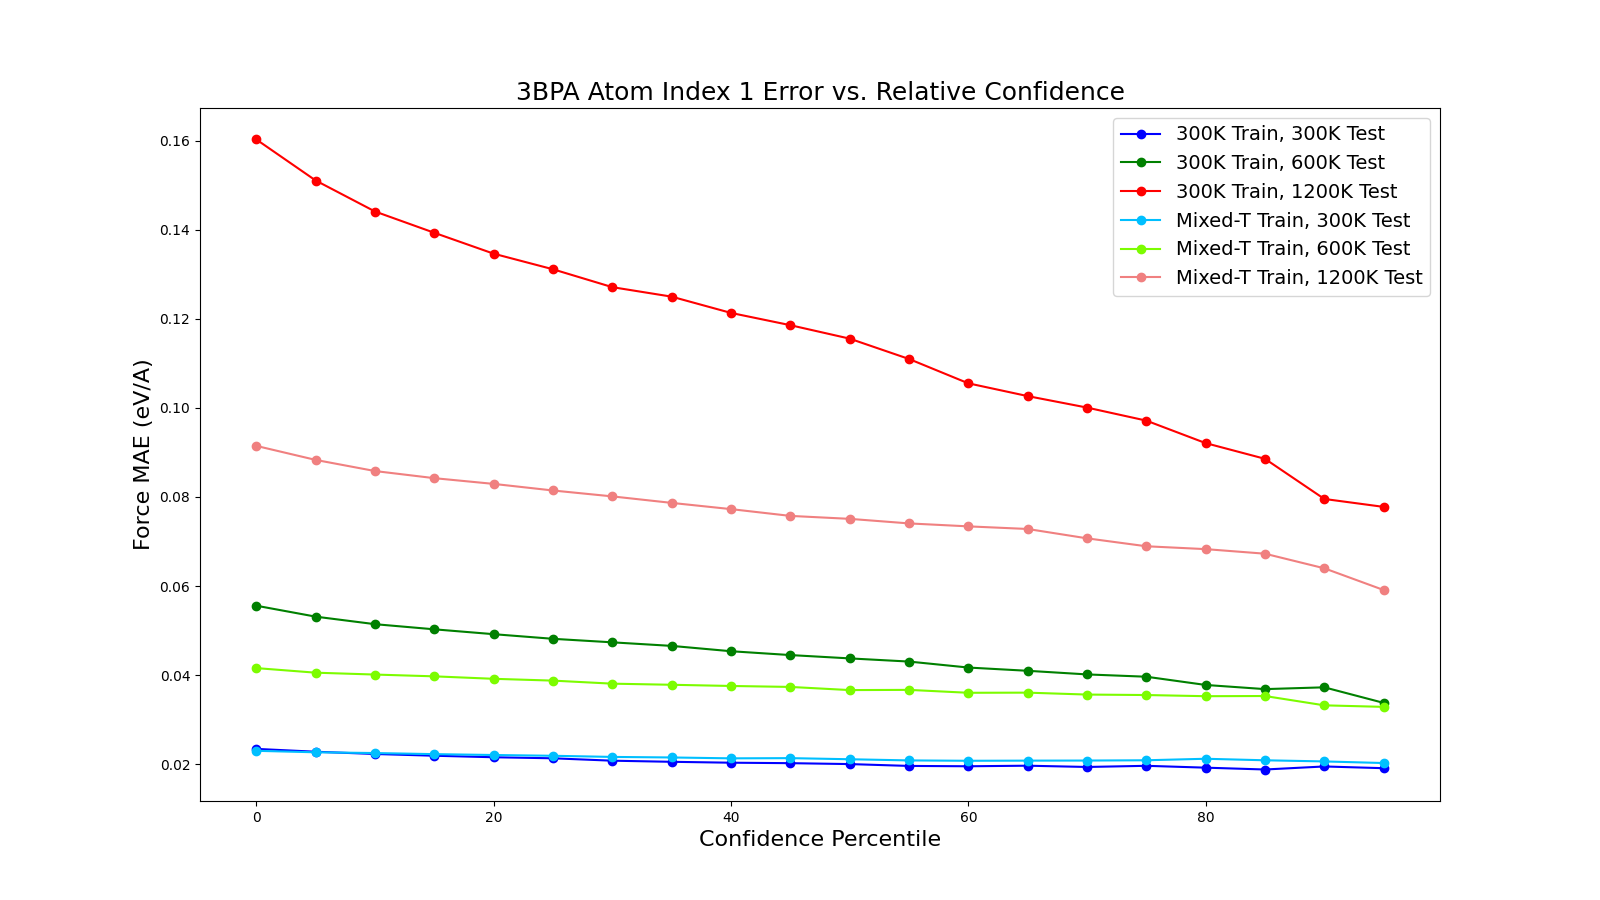 3BPA Atom Index 1 Error vs. Relative Confidence
300K Train, 300K Test
300K Train, 600K Test
300K Train, 1200K Test
Mixed-T Train, 300K Test
Mixed-T Train, 600K Test
Mixed-T Train, 1200K Test
Force MAE (eV/A)
0.16
0.14
0.12
0.10
0.08
0.06
0.04
0.02
0 20 40 60 80
Confidence Percentile